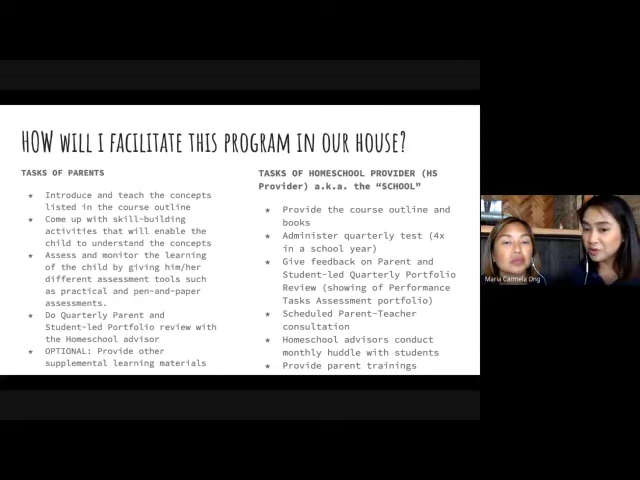 HOW WILL I FACILITATE THIS PROGRAM IN OUR HOUSE?
TASKS OF PARENTS
★ Introduce and teach the concepts
listed in the course outline
★ Come up with skill-building
activities that will enable the
child to understand the concepts
★ Assess and monitor the learning
of the child by giving him/her
different assessment tools such
as practical and pen-and-paper
assessments.
★ Do Quarterly Parent and
Student-led Portfolio review with
the Homeschool advisor
★ OPTIONAL: Provide other
supplemental learning materials
TASKS OF HOMESCHOOL PROVIDER (HS
Provider) a.k.a. the “SCHOOL”
★ Provide the course outline and
books
★ Administer quarterly test (4x
in a school year)
★ Give feedback on Parent and
Student-led Quarterly Portfolio
Review (showing of Performance
Tasks Assessment portfolio)
★ Scheduled Parent-Teacher
consultation
★ Homeschool advisors conduct
monthly huddle with students
★ Provide parent trainings
Maria Carmela Ong